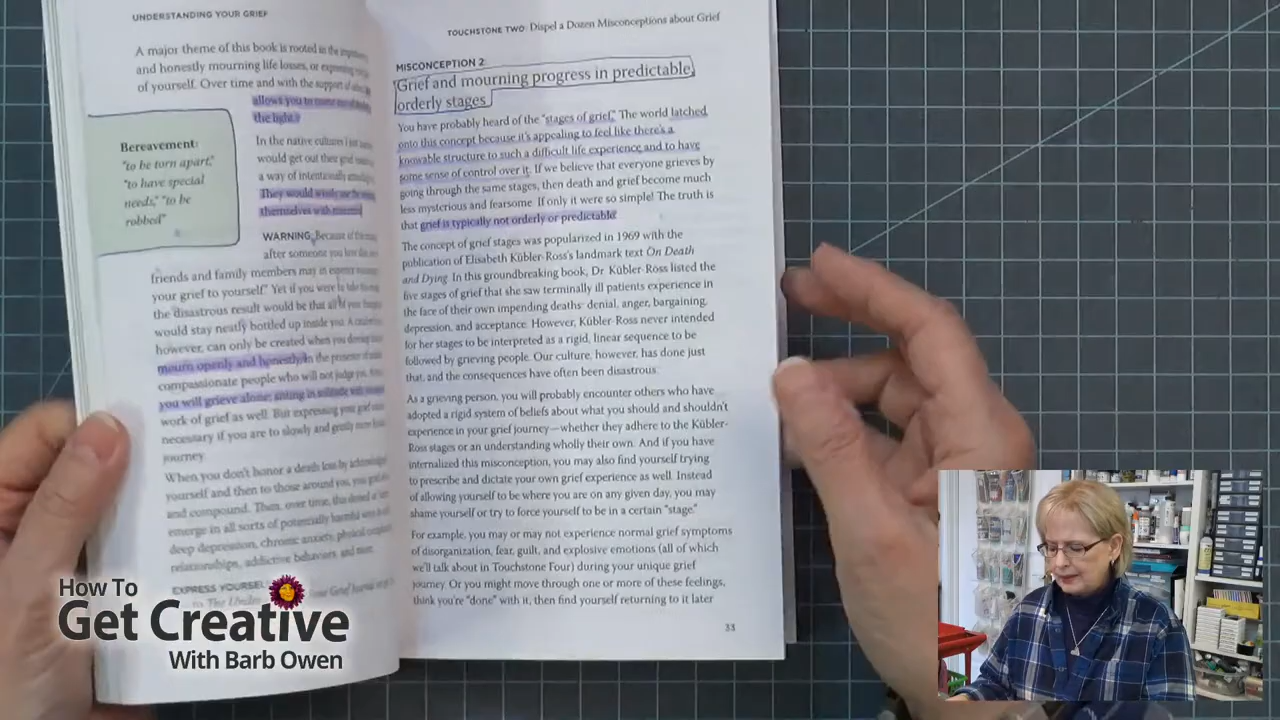 UNDERSTANDING YOUR GRIEF
A major theme of this book is rooted in the
and honestly mourning life losses, or expressing
of yourself. Over time and with the support of
allows you to
the light.
Bereavement:
"to be torn apart,"
"to have special
needs," "to be
robbed"
In the native cultures
would get out their
a way of intentionally
They would
themselves with
WARNING: Because of
after someone you
friends and family members may
your grief to yourself." Yet if you were to
the disastrous result would be that all of your
would stay neatly bottled up inside you. A
however, can only be created when you
mourn openly and honestly, in the presence of
compassionate people who will not judge you.
you will grieve alone; sitting in solitude
work of grief as well. But expressing your grief
necessary if you are to slowly and gently
journey.
When you don't honor a death loss by
yourself and then to those around you, you
and compound. Then, over time, this denied
emerge in all sorts of potentially harmful
deep depression, chronic anxiety, physical
relationships, addictive behaviors, and more.
EXPRESS YOURSELF
TOUCHSTONE TWO: Dispel a Dozen Misconceptions about Grief
MISCONCEPTION 2
Grief and mourning progress in predictable,
orderly stages
You have probably heard of the "stages of grief." The world latched
onto this concept because it's appealing to feel like there's a
knowable structure to such a difficult life experience and to have
some sense of control over it. If we believe that everyone grieves by
going through the same stages, then death and grief become much
less mysterious and fearsome. If only it were so simple! The truth is
that grief is typically not orderly or predictable.
The concept of grief stages was popularized in 1969 with the
publication of Elisabeth Kübler-Ross's landmark text On Death
and Dying. In this groundbreaking book, Dr. Kübler-Ross listed the
five stages of grief that she saw terminally ill patients experience in
the face of their own impending deaths: denial, anger, bargaining,
depression, and acceptance. However, Kübler-Ross never intended
for her stages to be interpreted as a rigid, linear sequence to be
followed by grieving people. Our culture, however, has done just
that, and the consequences have often been disastrous.
As a grieving person, you will probably encounter others who have
adopted a rigid system of beliefs about what you should and shouldn't
experience in your grief journey—whether they adhere to the Kübler-
Ross stages or an understanding wholly their own. And if you have
internalized this misconception, you may also find yourself trying
to prescribe and dictate your own grief experience as well. Instead
of allowing yourself to be where you are on any given day, you may
shame yourself or try to force yourself to be in a certain "stage."
For example, you may or may not experience normal grief symptoms
of disorganization, fear, guilt, and explosive emotions (all of which
we'll talk about in Touchstone Four) during your unique grief
journey. Or you might move through one or more of these feelings,
think you're "done" with it, then find yourself returning to it later
33
How To
Get Creative
With Barb Owen